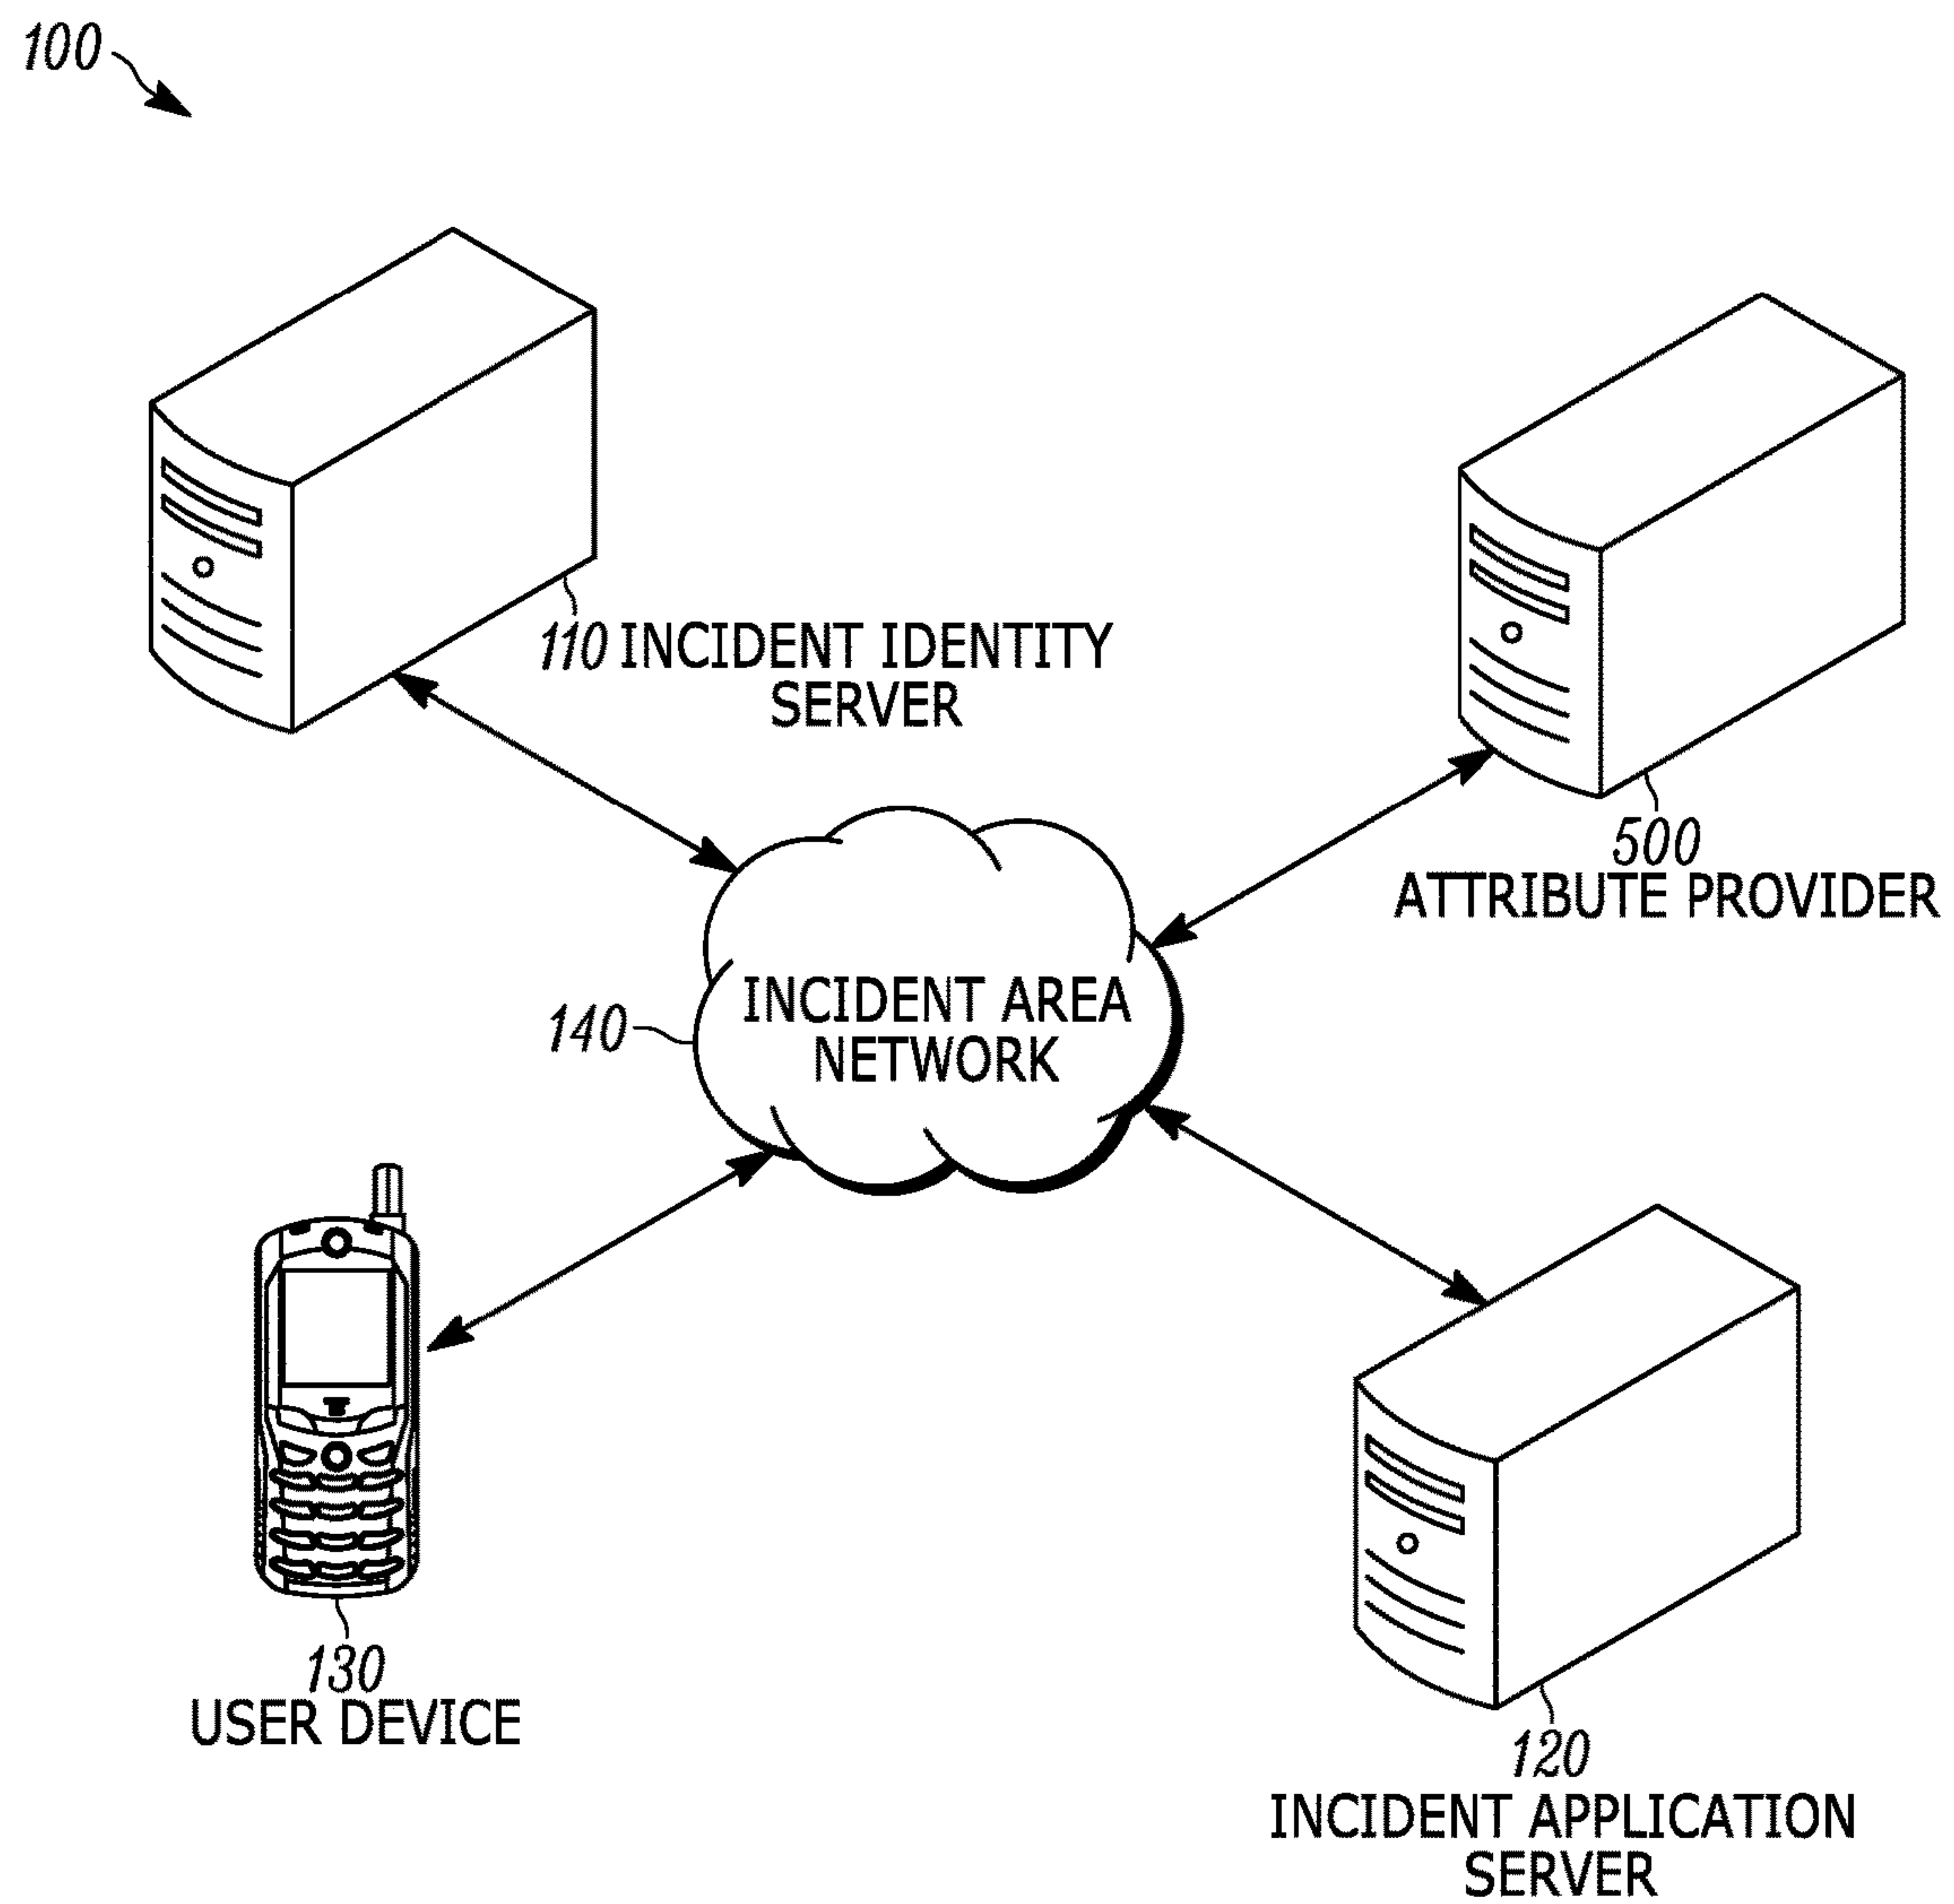 100
110 INCIDENT IDENTITY
SERVER
500
ATTRIBUTE PROVIDER
140
INCIDENT AREA
NETWORK
130
USER DEVICE
120
INCIDENT APPLICATION
SERVER